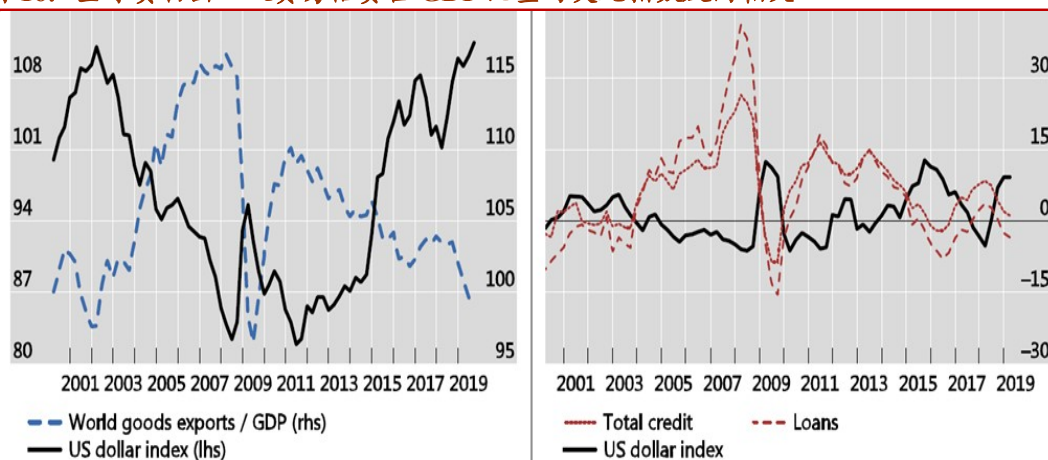 108 115
101 110
94 105
87 100
80 95
2001 2003 2005 2007 2009 2011 2013 2015 2017 2019
World goods exports / GDP (rhs)
US dollar index (lhs)
30
15
0
−15
−30
2001 2003 2005 2007 2009 2011 2013 2015 2017 2019
Total credit
Loans
US dollar index